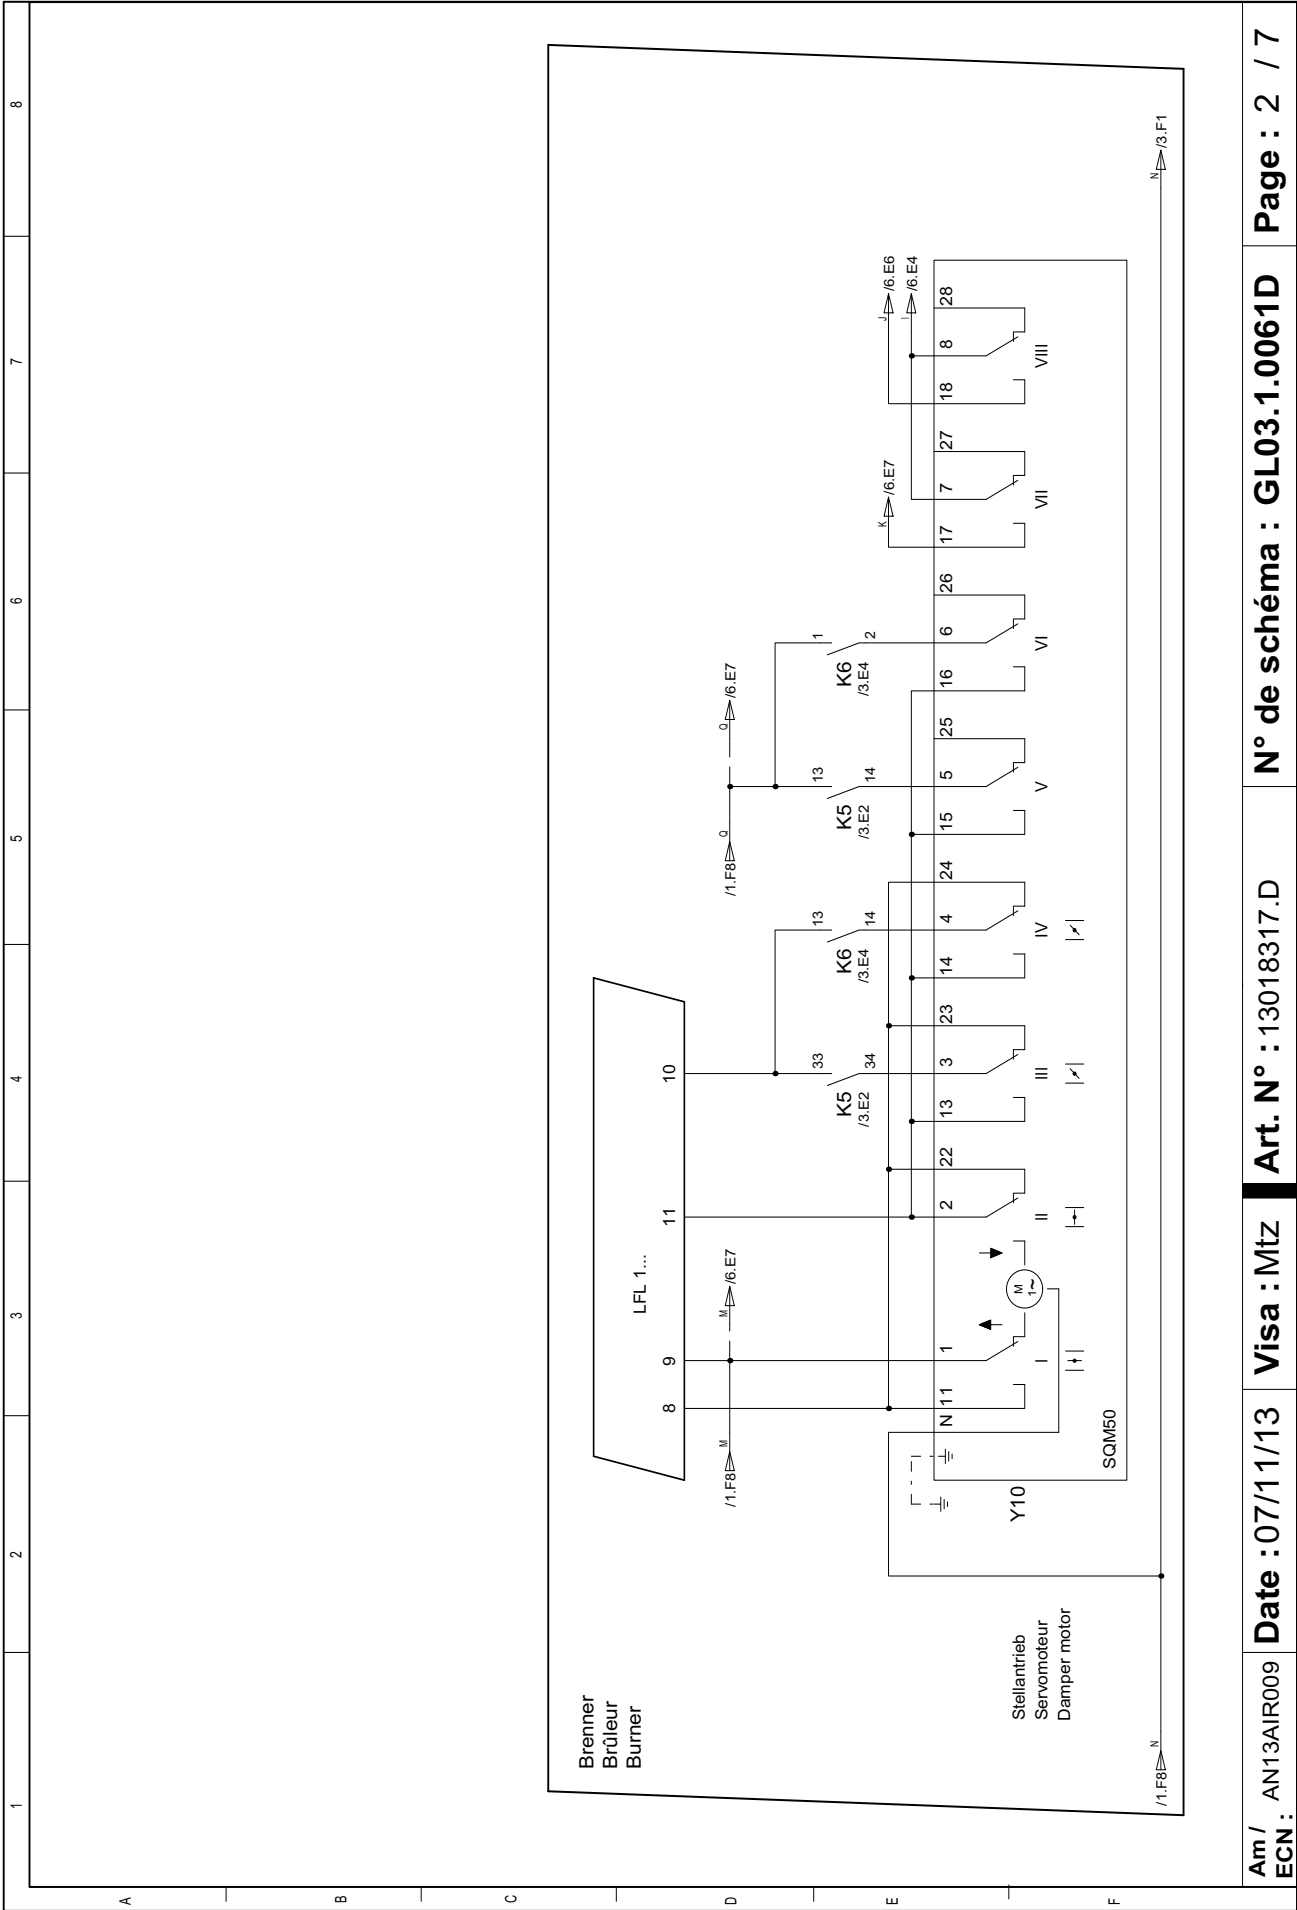 1 2 3 4 5 6 7 8
A
B
C
D
E
F
Brenner
Brûleur
Burner
LFL 1...
8 9 11 10
/1.F8 M M /6.E7
/1.F8 Q Q /6.E7
K5
/3.E2
33
34
K6
/3.E4
13
14
K5
/3.E2
13
14
K6
/3.E4
1
2
K /6.E7
J /6.E6
I /6.E4
N 11 1 2 22 13 3 23 14 4 24 15 5 25 16 6 26 17 7 27 18 8 28
M
1~
I II III IV V VI VII VIII
Y10
SQM50
Stellantrieb
Servomoteur
Damper motor
/1.F8 N N /3.F1
Am /
ECN : AN13AIR009
Date : 07/11/13
Visa : Mtz
Art. N° : 13018317.D
N° de schéma : GL03.1.0061D
Page : 2 / 7